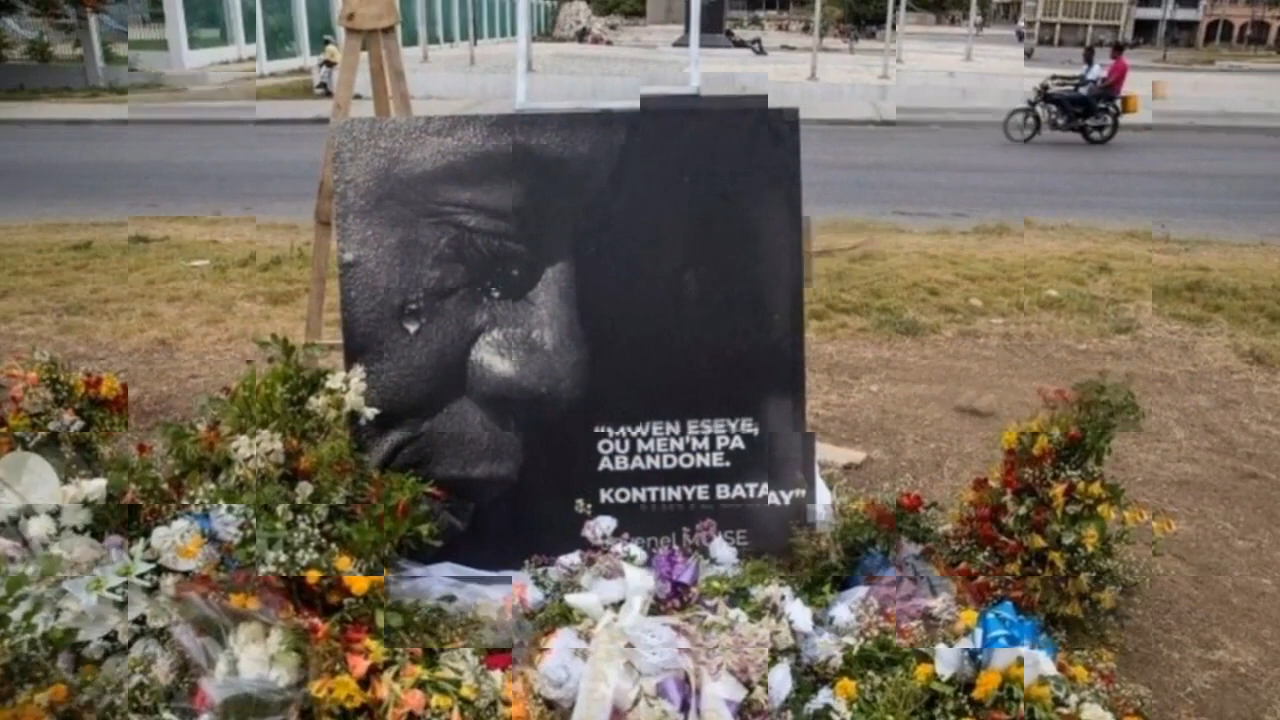 “MWEN ESEYE,
OU MEN’M PA
ABANDONE.
KONTINYE BATAY”